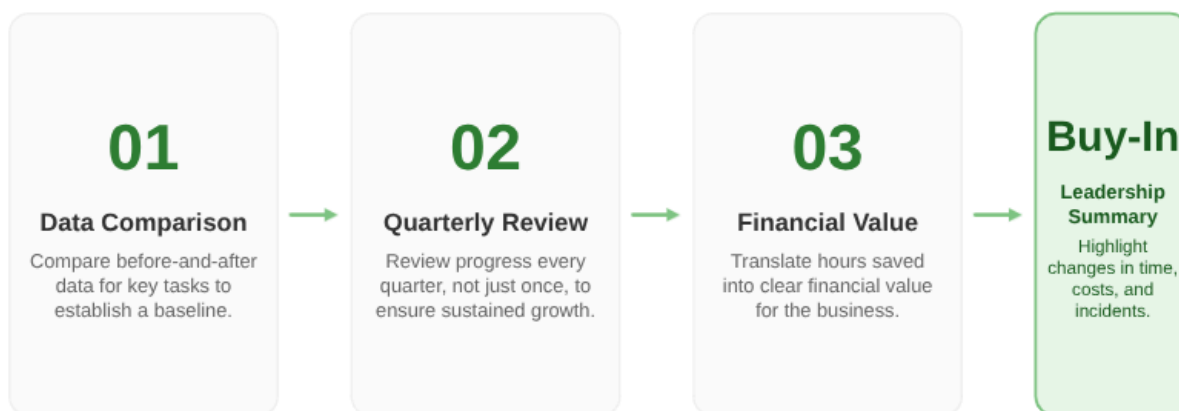 01
Data Comparison
Compare before-and-after
data for key tasks to
establish a baseline.
02
Quarterly Review
Review progress every
quarter, not just once, to
ensure sustained growth.
03
Financial Value
Translate hours saved
into clear financial value
for the business.
Buy-In
Leadership
Summary
Highlight
changes in time,
costs, and
incidents.